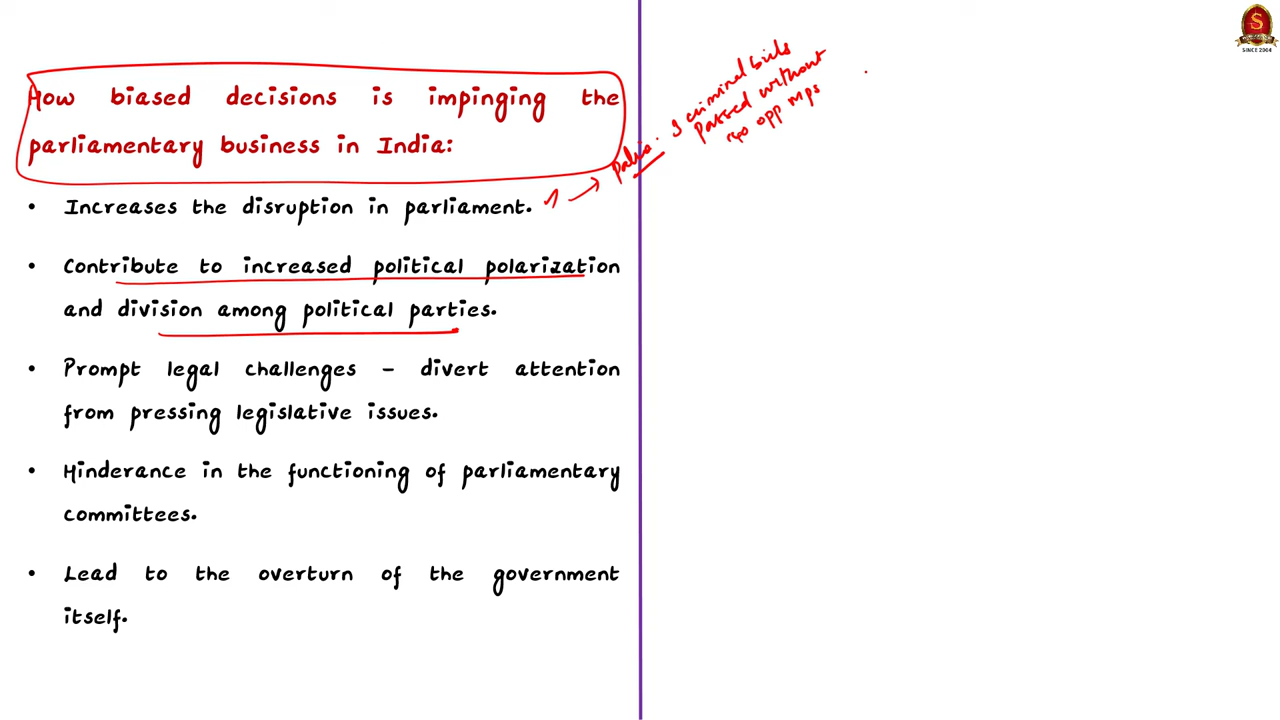 How biased decisions is impinging the
parliamentary business in India:
• Increases the disruption in parliament.
• Contribute to increased political polarization
and division among political parties.
• Prompt legal challenges – divert attention
from pressing legislative issues.
• Hinderance in the functioning of parliamentary
committees.
• Lead to the overturn of the government
itself.
3 criminal bills
passed without
opp mps
S
SINCE 2004